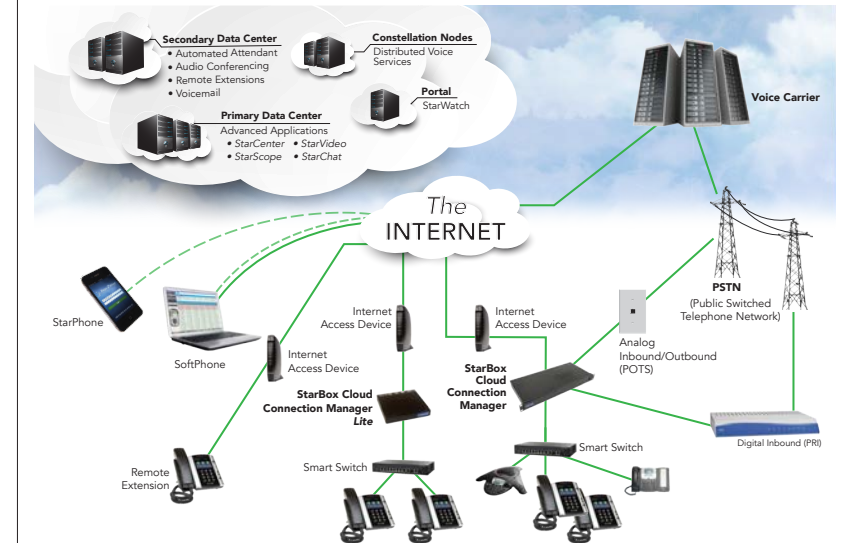 Secondary Data Center
• Automated Attendant
• Audio Conferencing
• Remote Extensions
• Voicemail
Constellation Nodes
Distributed Voice
Services
Portal
StarWatch
Primary Data Center
Advanced Applications
• StarCenter • StarVideo
• StarScope • StarChat
Voice Carrier
The
INTERNET
PSTN
(Public Switched
Telephone Network)
StarPhone
SoftPhone
Internet
Access Device
Internet
Access Device
Internet
Access Device
Analog
Inbound/Outbound
(POTS)
StarBox Cloud
Connection Manager
Lite
StarBox
Cloud
Connection
Manager
Digital Inbound (PRI)
Remote
Extension
Smart Switch
Smart Switch